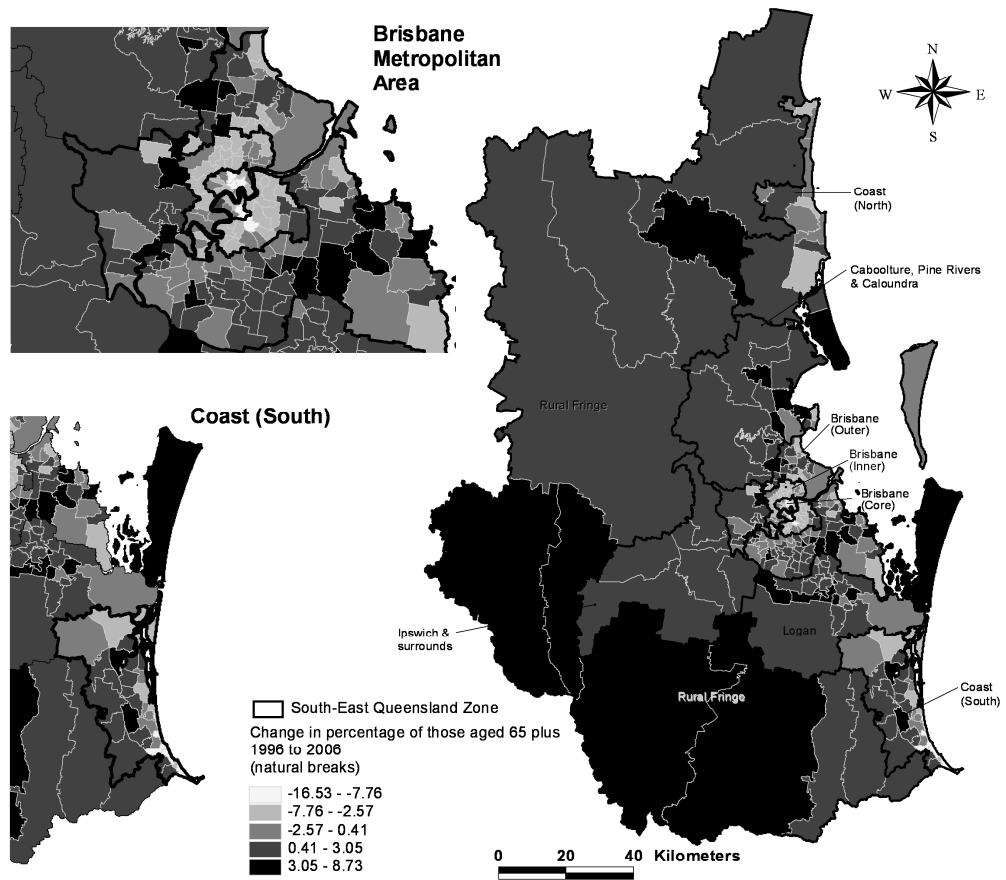 Brisbane
Metropolitan
Area
N
W
E
S
Coast
(North)
Caboolture, Pine Rivers
& Caloundra
Rural Fringe
Brisbane
(Outer)
Brisbane
(Inner)
Brisbane
(Core)
Coast (South)
Ipswich &
surrounds
Logan
Rural Fringe
Coast
(South)
South-East Queensland Zone
Change in percentage of those aged 65 plus
1996 to 2006
(natural breaks)
-16.53 - -7.76
-7.76 - -2.57
-2.57 - 0.41
0.41 - 3.05
3.05 - 8.73
0 20 40 Kilometers